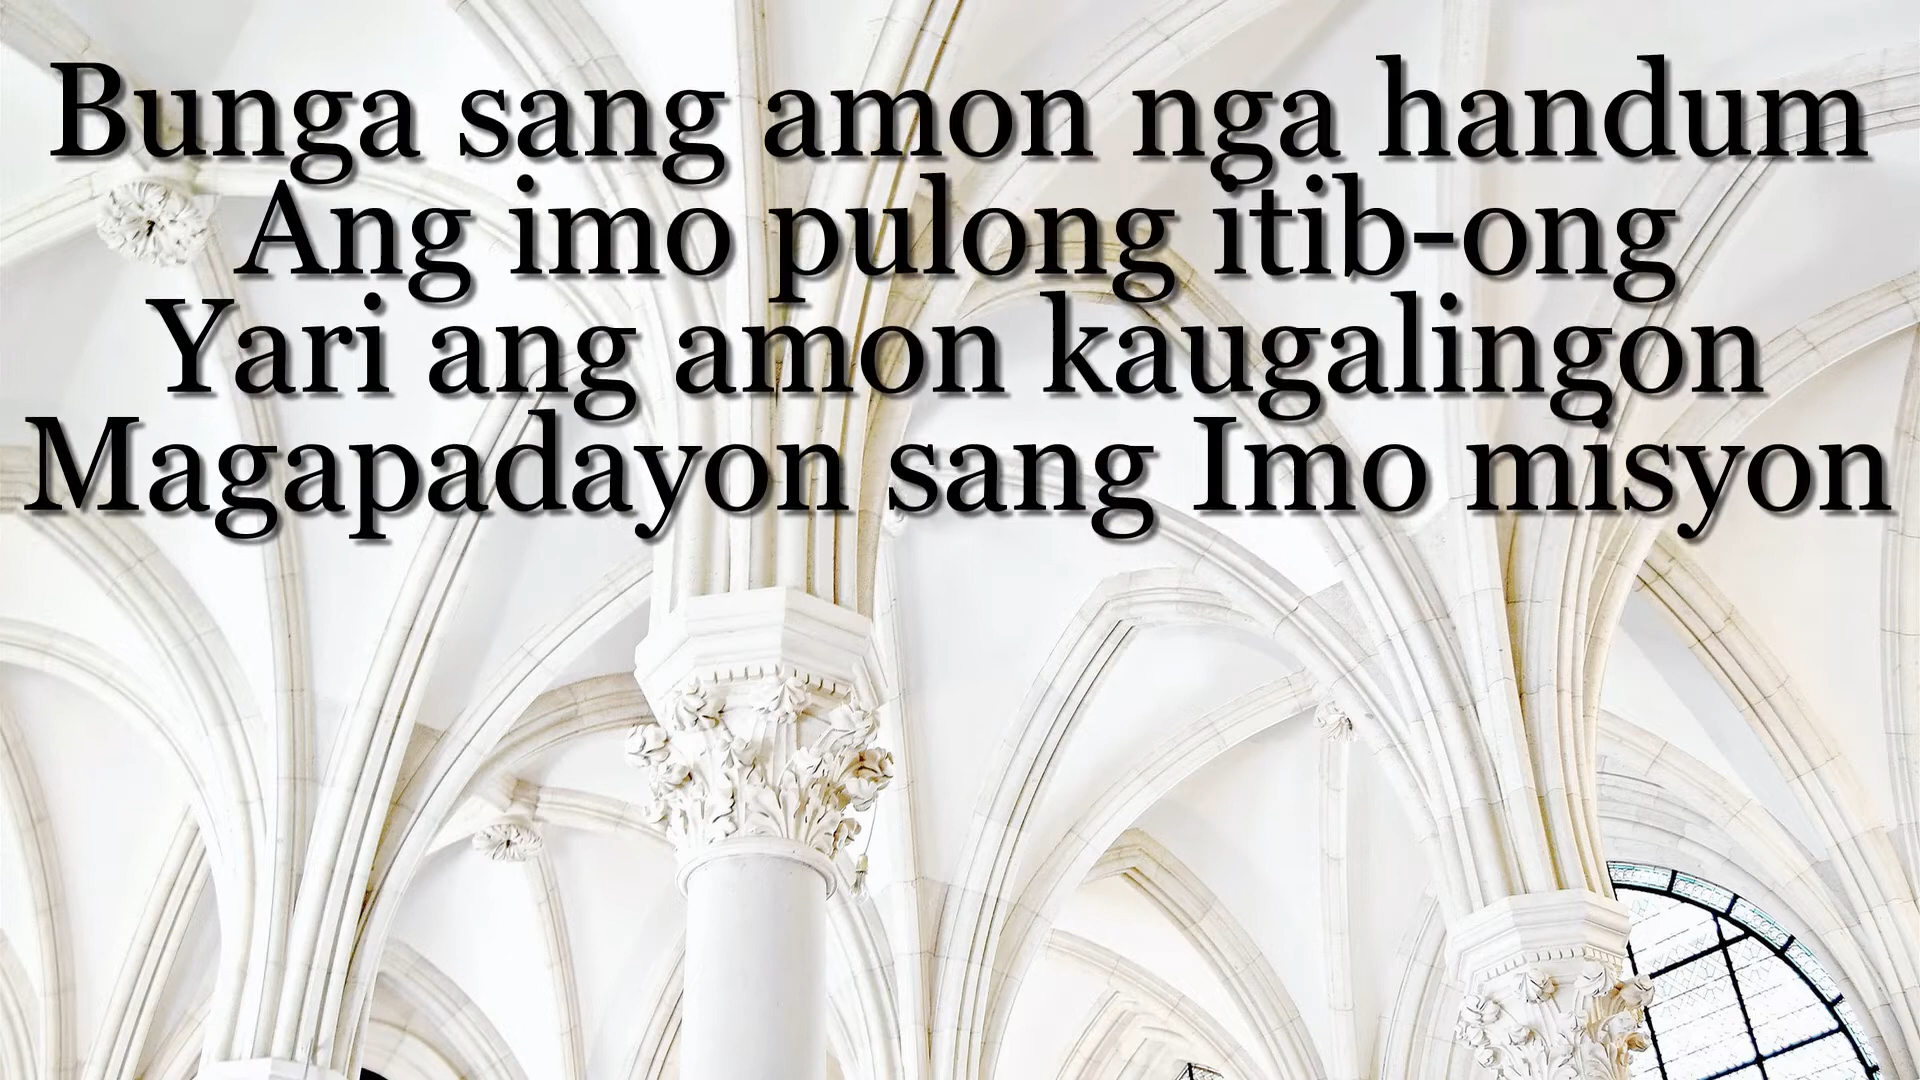 Bunga sang amon nga handum
Ang imo pulong itib-ong
Yari ang amon kaugalingon
Magapadayon sang Imo misyon